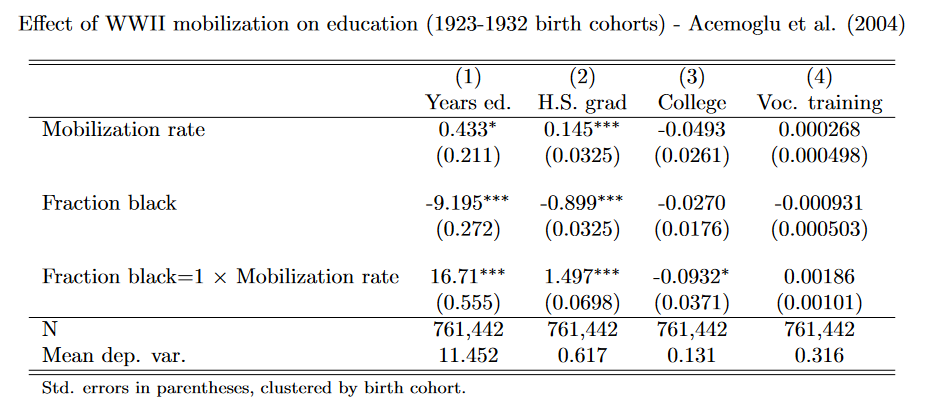 Effect of WWII mobilization on education (1923-1932 birth cohorts) - Acemoglu et al. (2004)
(1) (2) (3) (4)
Years ed. H.S. grad College Voc. training
Mobilization rate 0.433* 0.145*** -0.0493 0.000268
(0.211) (0.0325) (0.0261) (0.000498)
Fraction black -9.195*** -0.899*** -0.0270 -0.000931
(0.272) (0.0325) (0.0176) (0.000503)
Fraction black=1 × Mobilization rate 16.71*** 1.497*** -0.0932* 0.00186
(0.555) (0.0698) (0.0371) (0.00101)
N 761,442 761,442 761,442 761,442
Mean dep. var. 11.452 0.617 0.131 0.316
Std. errors in parentheses, clustered by birth cohort.